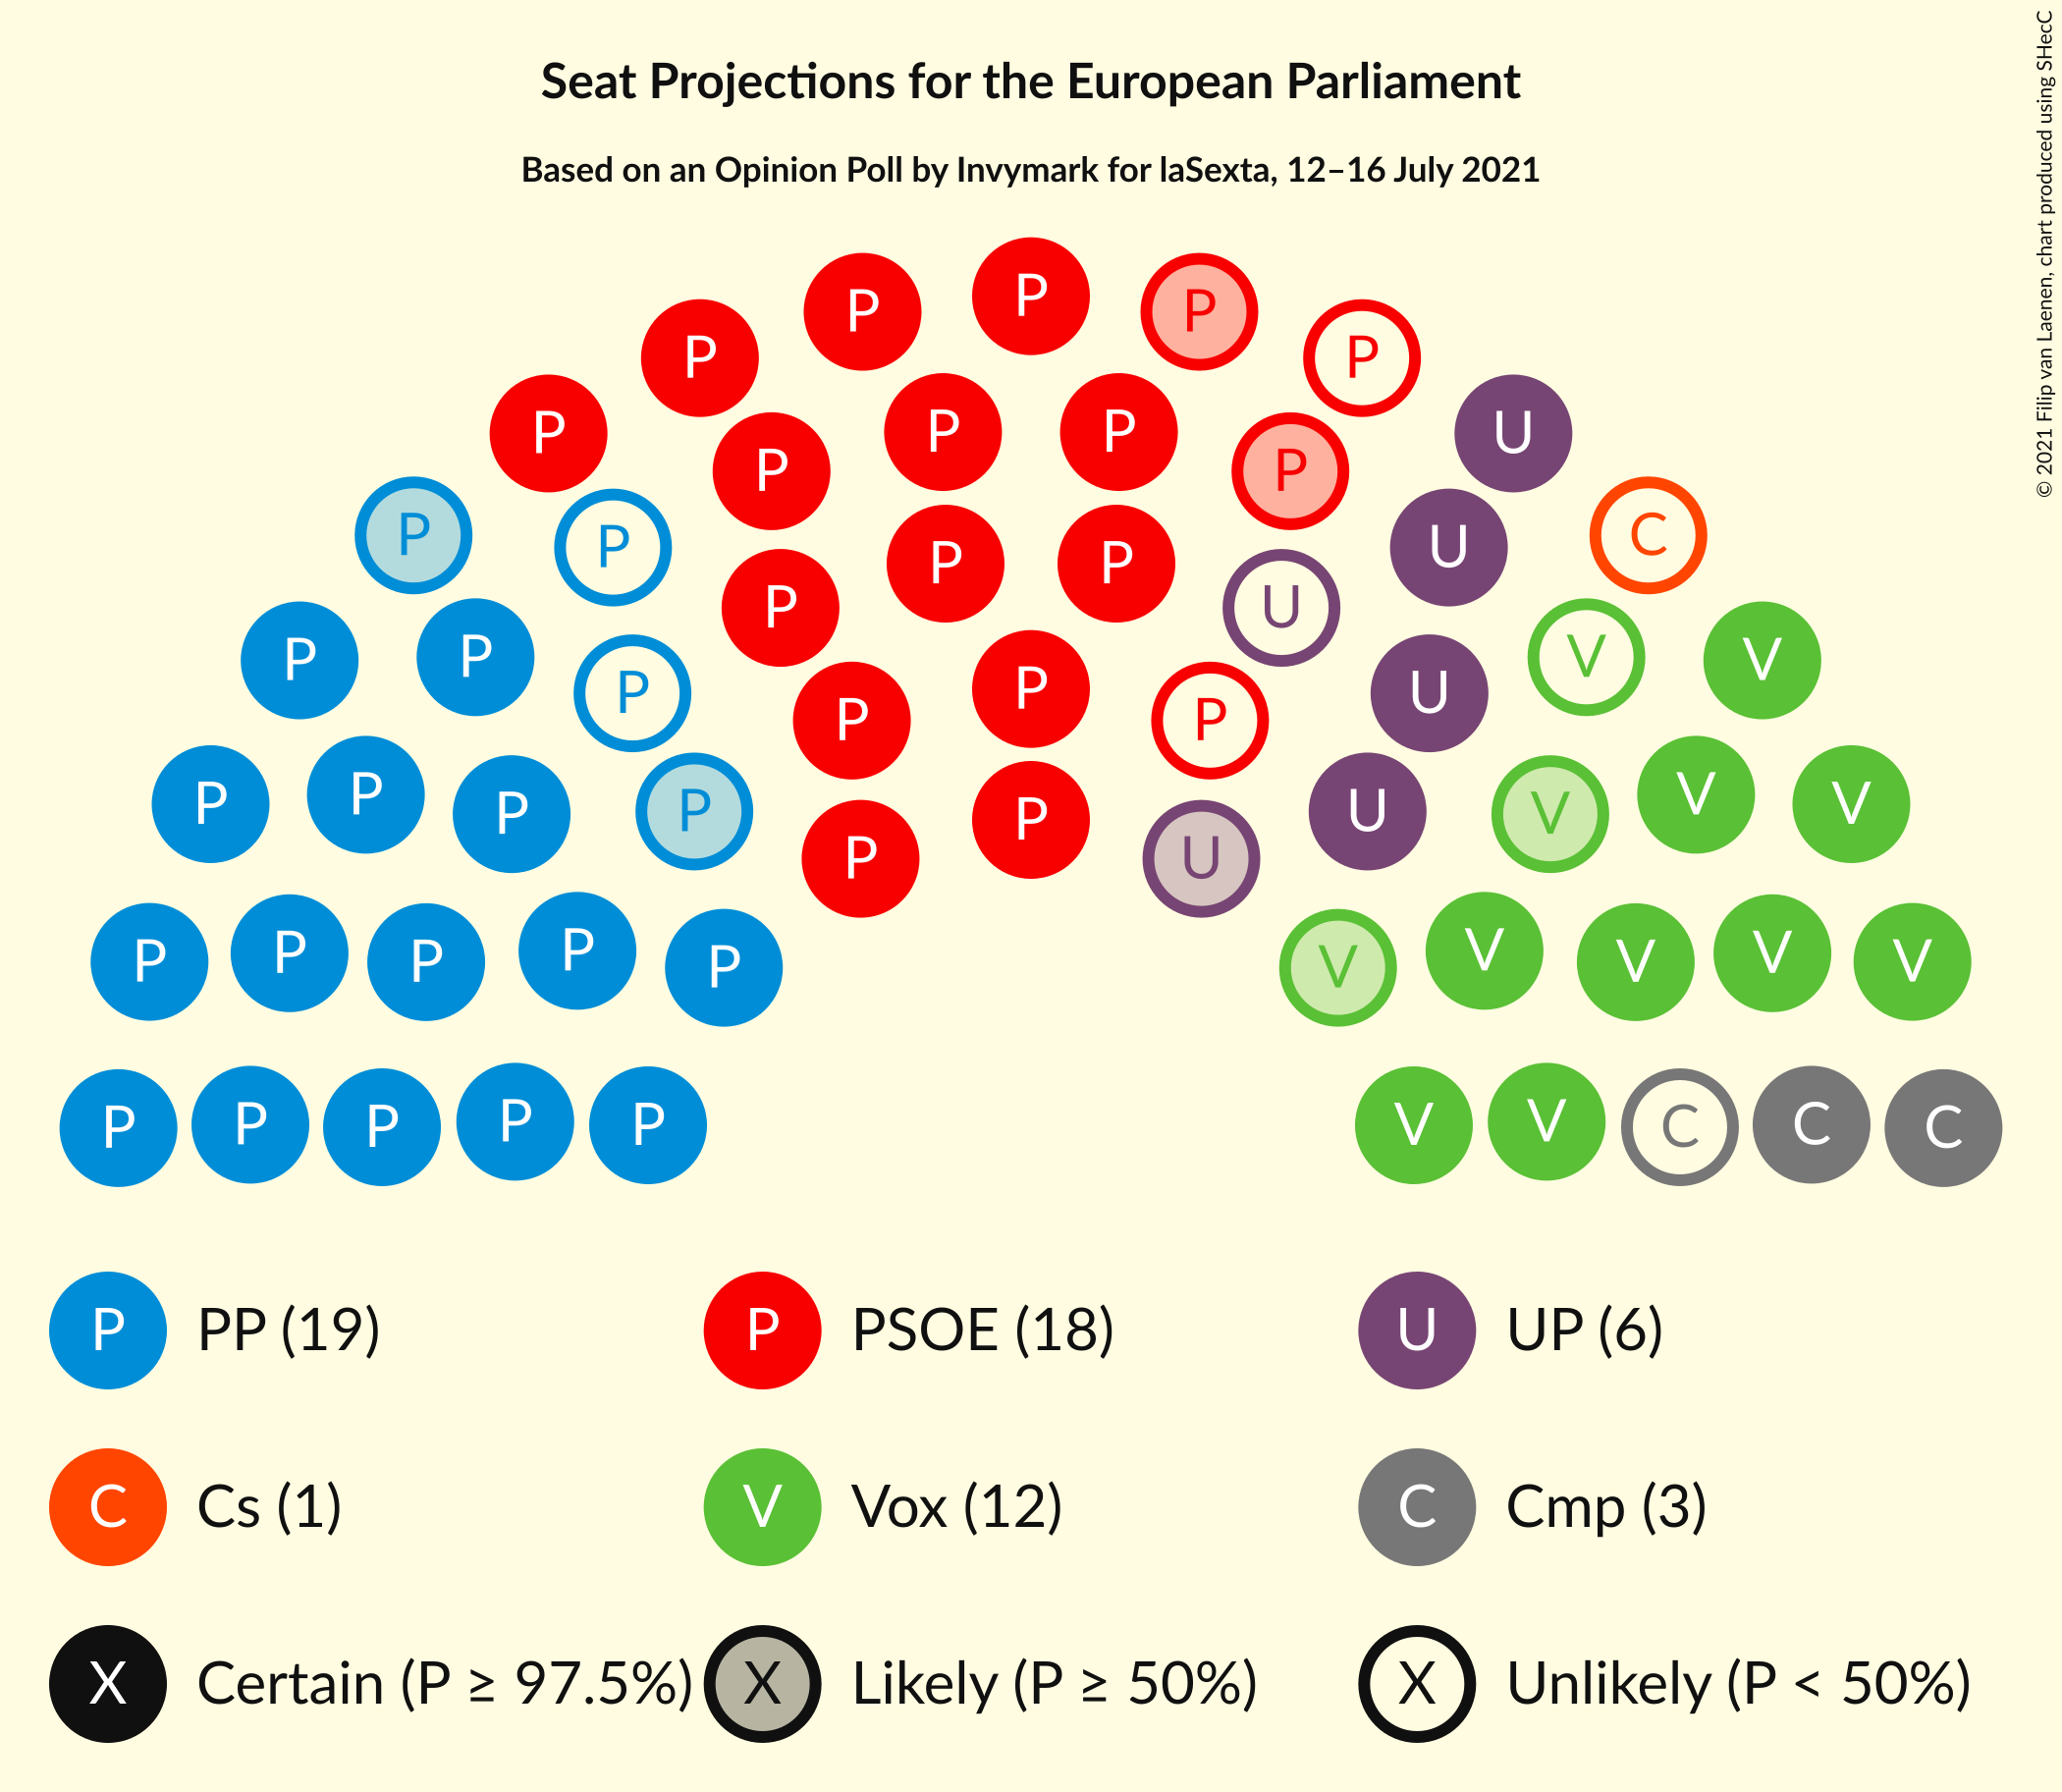 Seat Projections for the European Parliament
Based on an Opinion Poll by Invymark for laSexta, 12–16 July 2021
© 2021 Filip van Laenen, chart produced using SHecC
P
P P
P P
P P
P P P U
P P
P P C
P P U
P P U
P P U
P P V V
P U
P P P
P P P V V V
P U
P P P P P V V V V V
P P P P P V V C C C
P PP (19) P PSOE (18) U UP (6)
C Cs (1) V Vox (12) C Cmp (3)
X Certain (P ≥ 97.5%) X Likely (P ≥ 50%) X Unlikely (P < 50%)